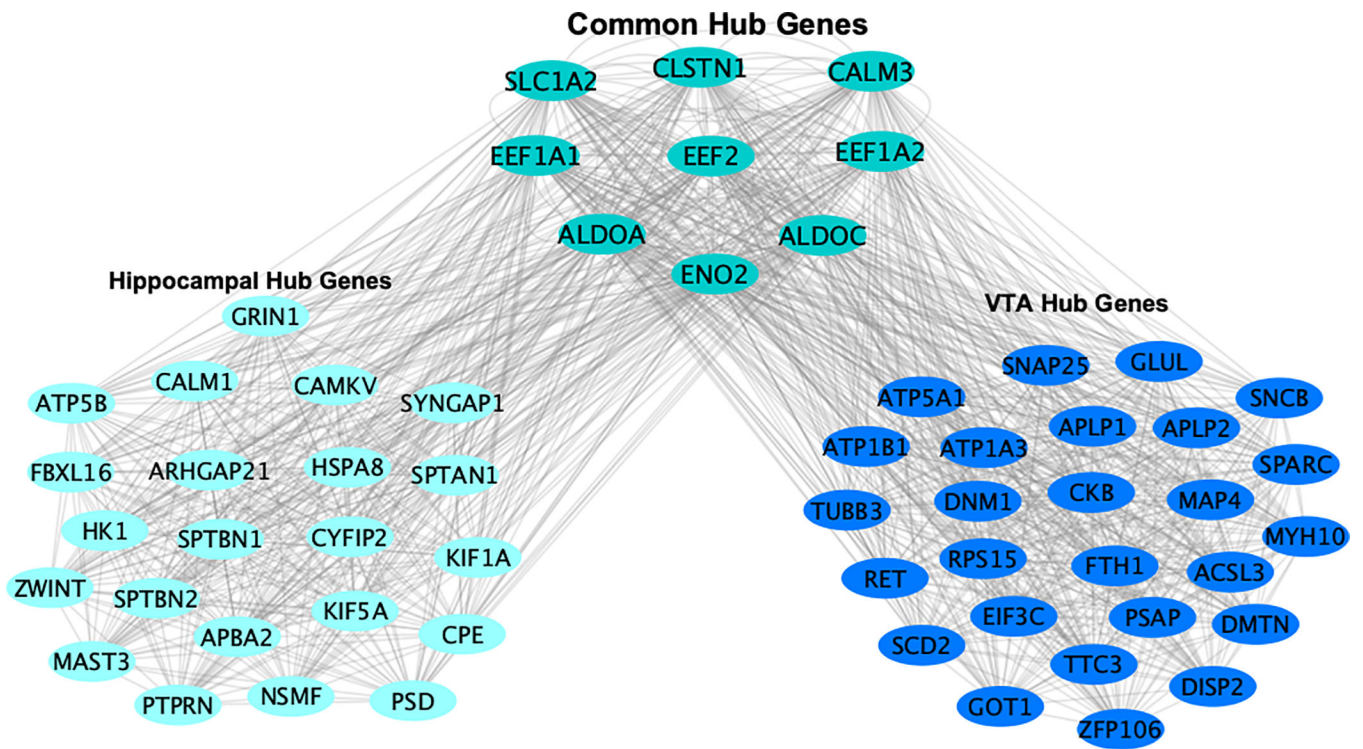 Common Hub Genes
SLC1A2
CLSTN1
CALM3
EEF1A1
EEF2
EEF1A2
ALDOA
ALDOC
ENO2
Hippocampal Hub Genes
GRIN1
CALM1
CAMKV
ATP5B
SYNGAP1
FBXL16
ARHGAP21
HSPA8
SPTAN1
HK1
SPTBN1
CYFIP2
KIF1A
ZWINT
SPTBN2
KIF5A
APBA2
CPE
MAST3
PTPRN
NSMF
PSD
VTA Hub Genes
SNAP25
GLUL
ATP5A1
SNCB
ATP1B1
ATP1A3
APLP1
APLP2
SPARC
TUBB3
DNM1
CKB
MAP4
MYH10
RET
RPS15
FTH1
ACSL3
EIF3C
PSAP
DMTN
SCD2
TTC3
DISP2
GOT1
ZFP106